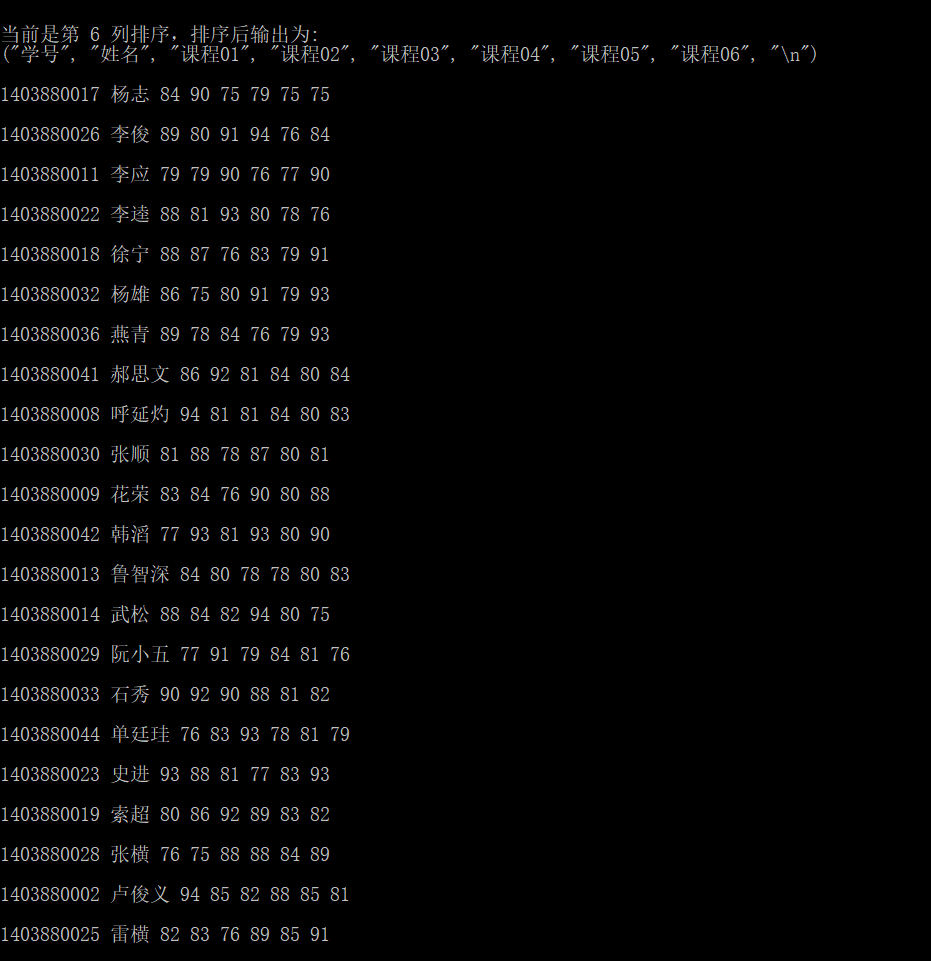 当前是第 6 列排序，排序后输出为:
("学号", "姓名", "课程01", "课程02", "课程03", "课程04", "课程05", "课程06", "\n")
1403880017 杨志 84 90 75 79 75 75
1403880026 李俊 89 80 91 94 76 84
1403880011 李应 79 79 90 76 77 90
1403880022 李逵 88 81 93 80 78 76
1403880018 徐宁 88 87 76 83 79 91
1403880032 杨雄 86 75 80 91 79 93
1403880036 燕青 89 78 84 76 79 93
1403880041 郝思文 86 92 81 84 80 84
1403880008 呼延灼 94 81 81 84 80 83
1403880030 张顺 81 88 78 87 80 81
1403880009 花荣 83 84 76 90 80 88
1403880042 韩滔 77 93 81 93 80 90
1403880013 鲁智深 84 80 78 78 80 83
1403880014 武松 88 84 82 94 80 75
1403880029 阮小五 77 91 79 84 81 76
1403880033 石秀 90 92 90 88 81 82
1403880044 单廷珪 76 83 93 78 81 79
1403880023 史进 93 88 81 77 83 93
1403880019 索超 80 86 92 89 83 82
1403880028 张横 76 75 88 88 84 89
1403880002 卢俊义 94 85 82 88 85 81
1403880025 雷横 82 83 76 89 85 91